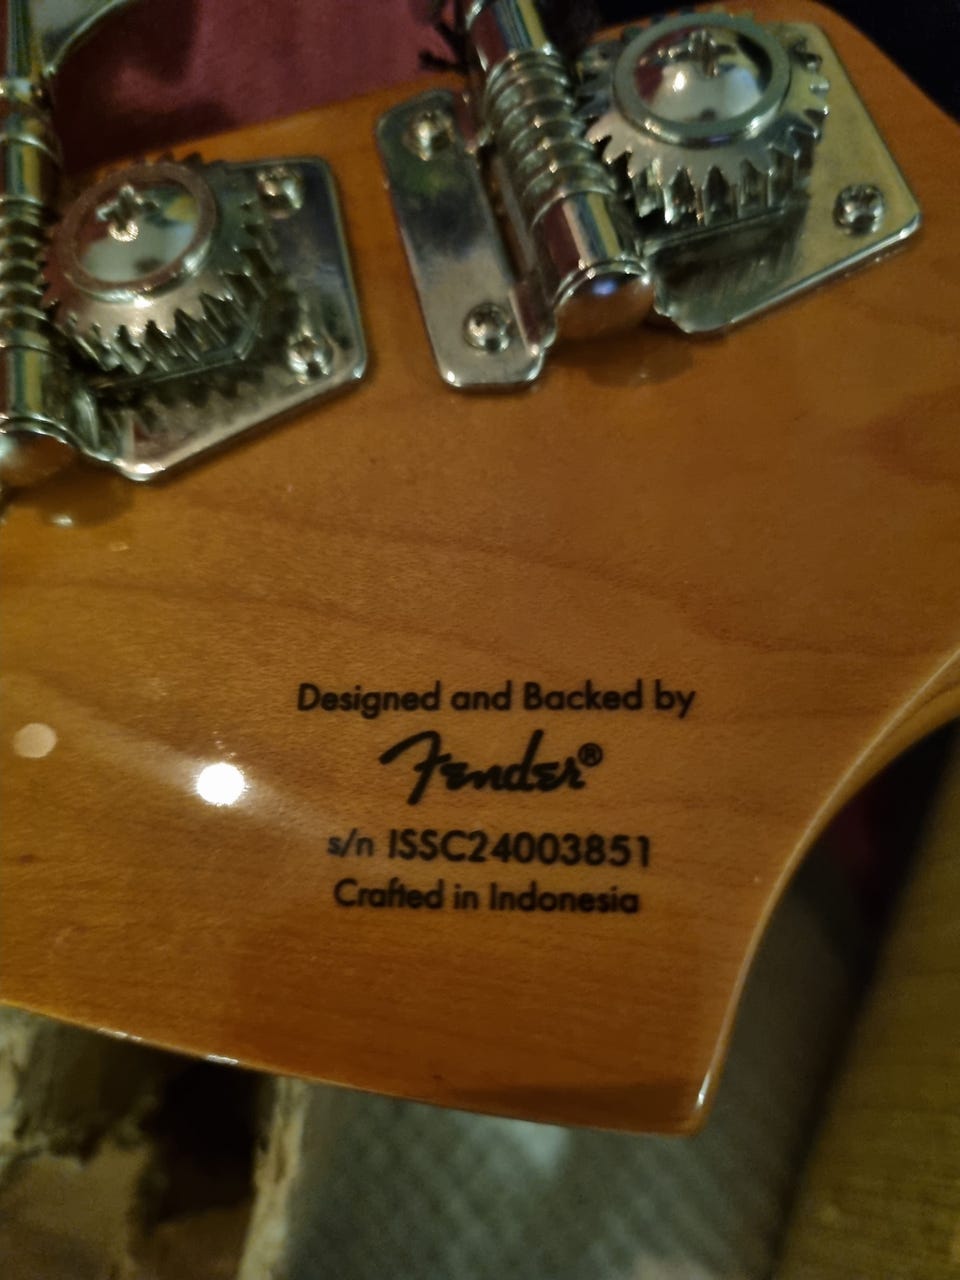 Designed and Backed by
Fender®
s/n ISSC24003851
Crafted in Indonesia